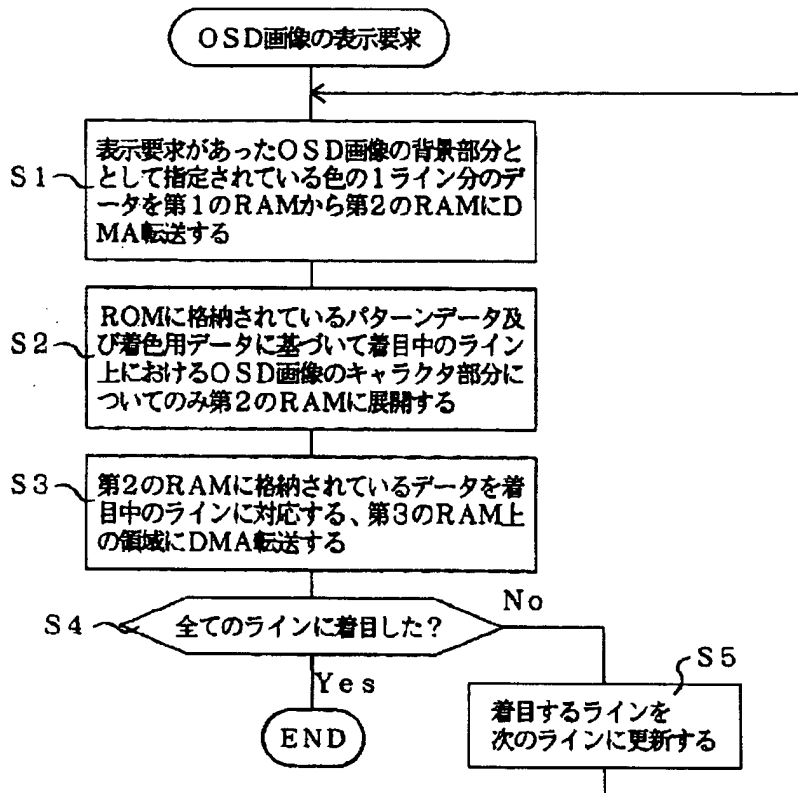 OSD画像の表示要求
S1
表示要求があったOSD画像の背景部分と
として指定されている色の1ライン分のデ
ータを第1のRAMから第2のRAMにD
MA転送する
S2
ROMに格納されているパターンデータ及
び着色用データに基づいて着目中のライン
上におけるOSD画像のキャラクタ部分に
ついてのみ第2のRAMに展開する
S3
第2のRAMに格納されているデータを着
目中のラインに対応する、第3のRAM上
の領域にDMA転送する
S4
全てのラインに着目した?
No
Yes
S5
着目するラインを
次のラインに更新する
END